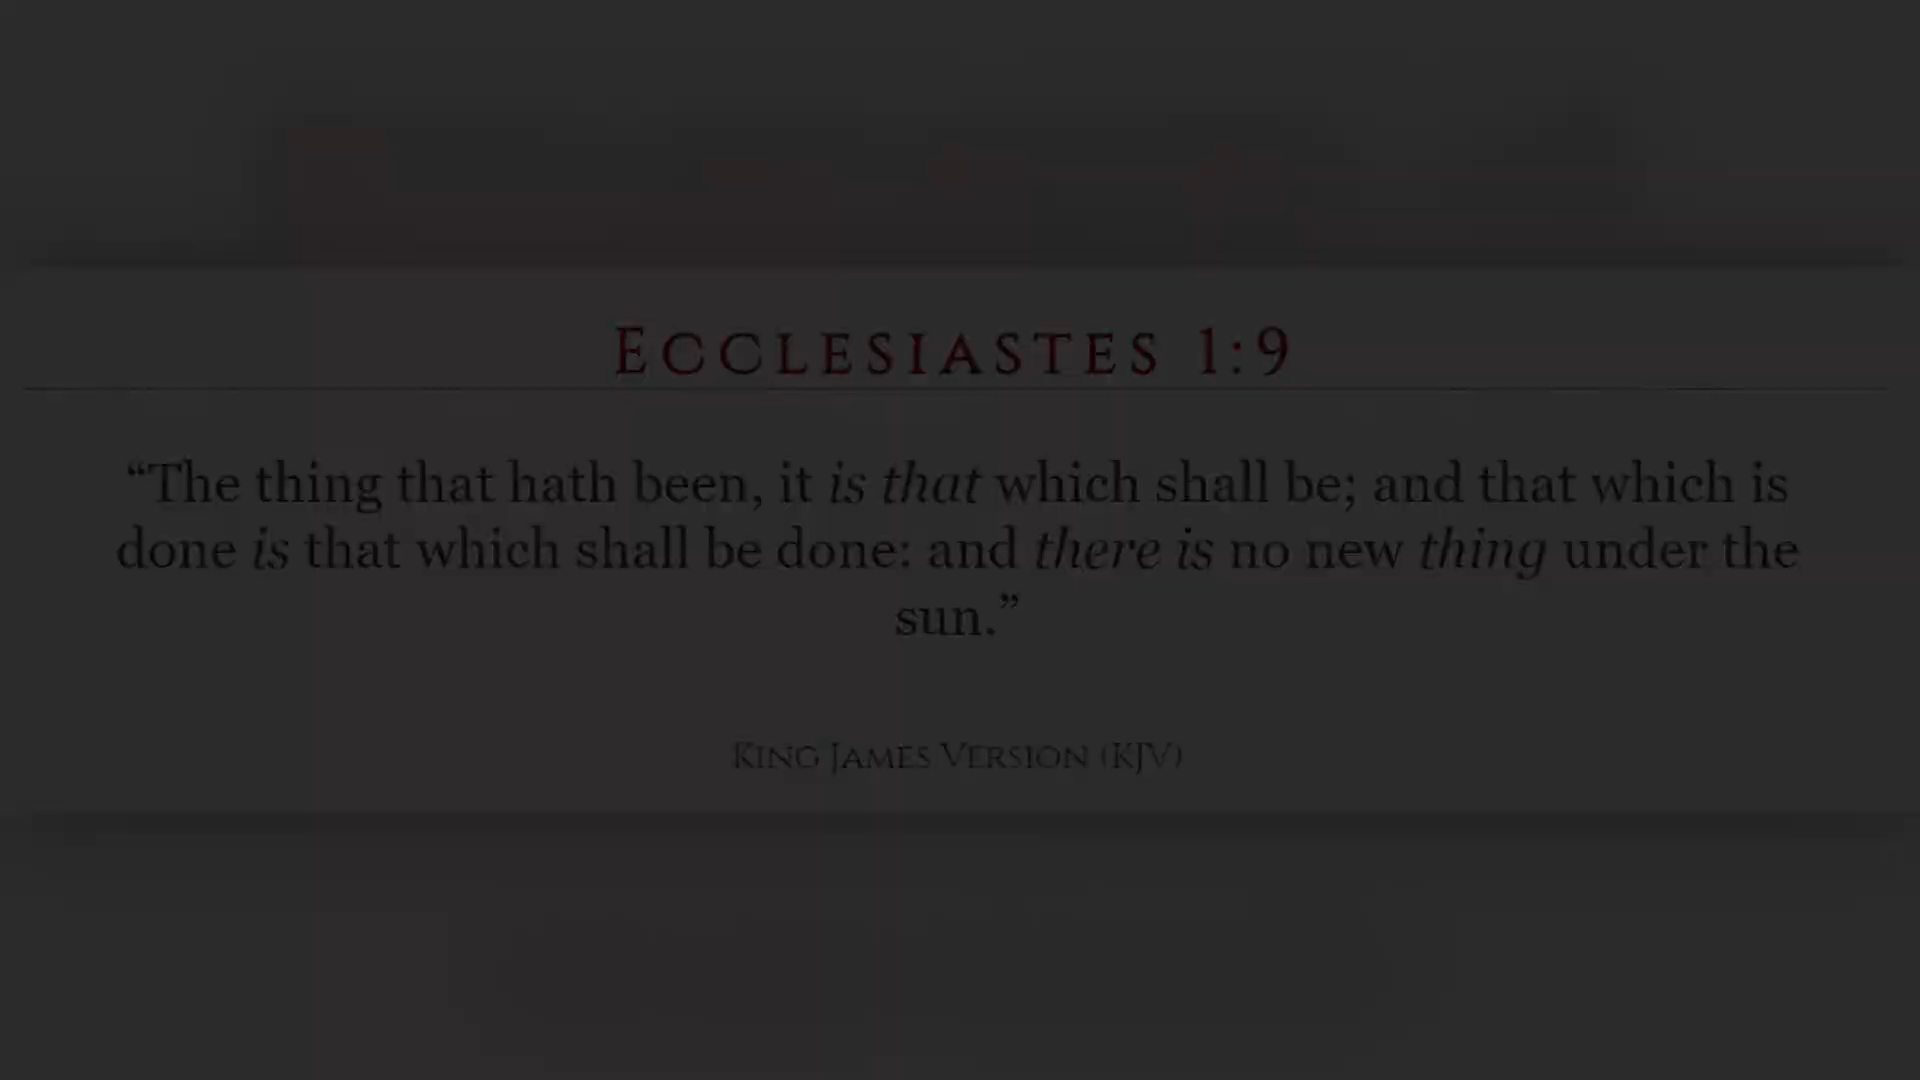 Ecclesiastes 1:9
“The thing that hath been, it is that which shall be; and that which is
done is that which shall be done: and there is no new thing under the
sun.”
King James Version (KJV)